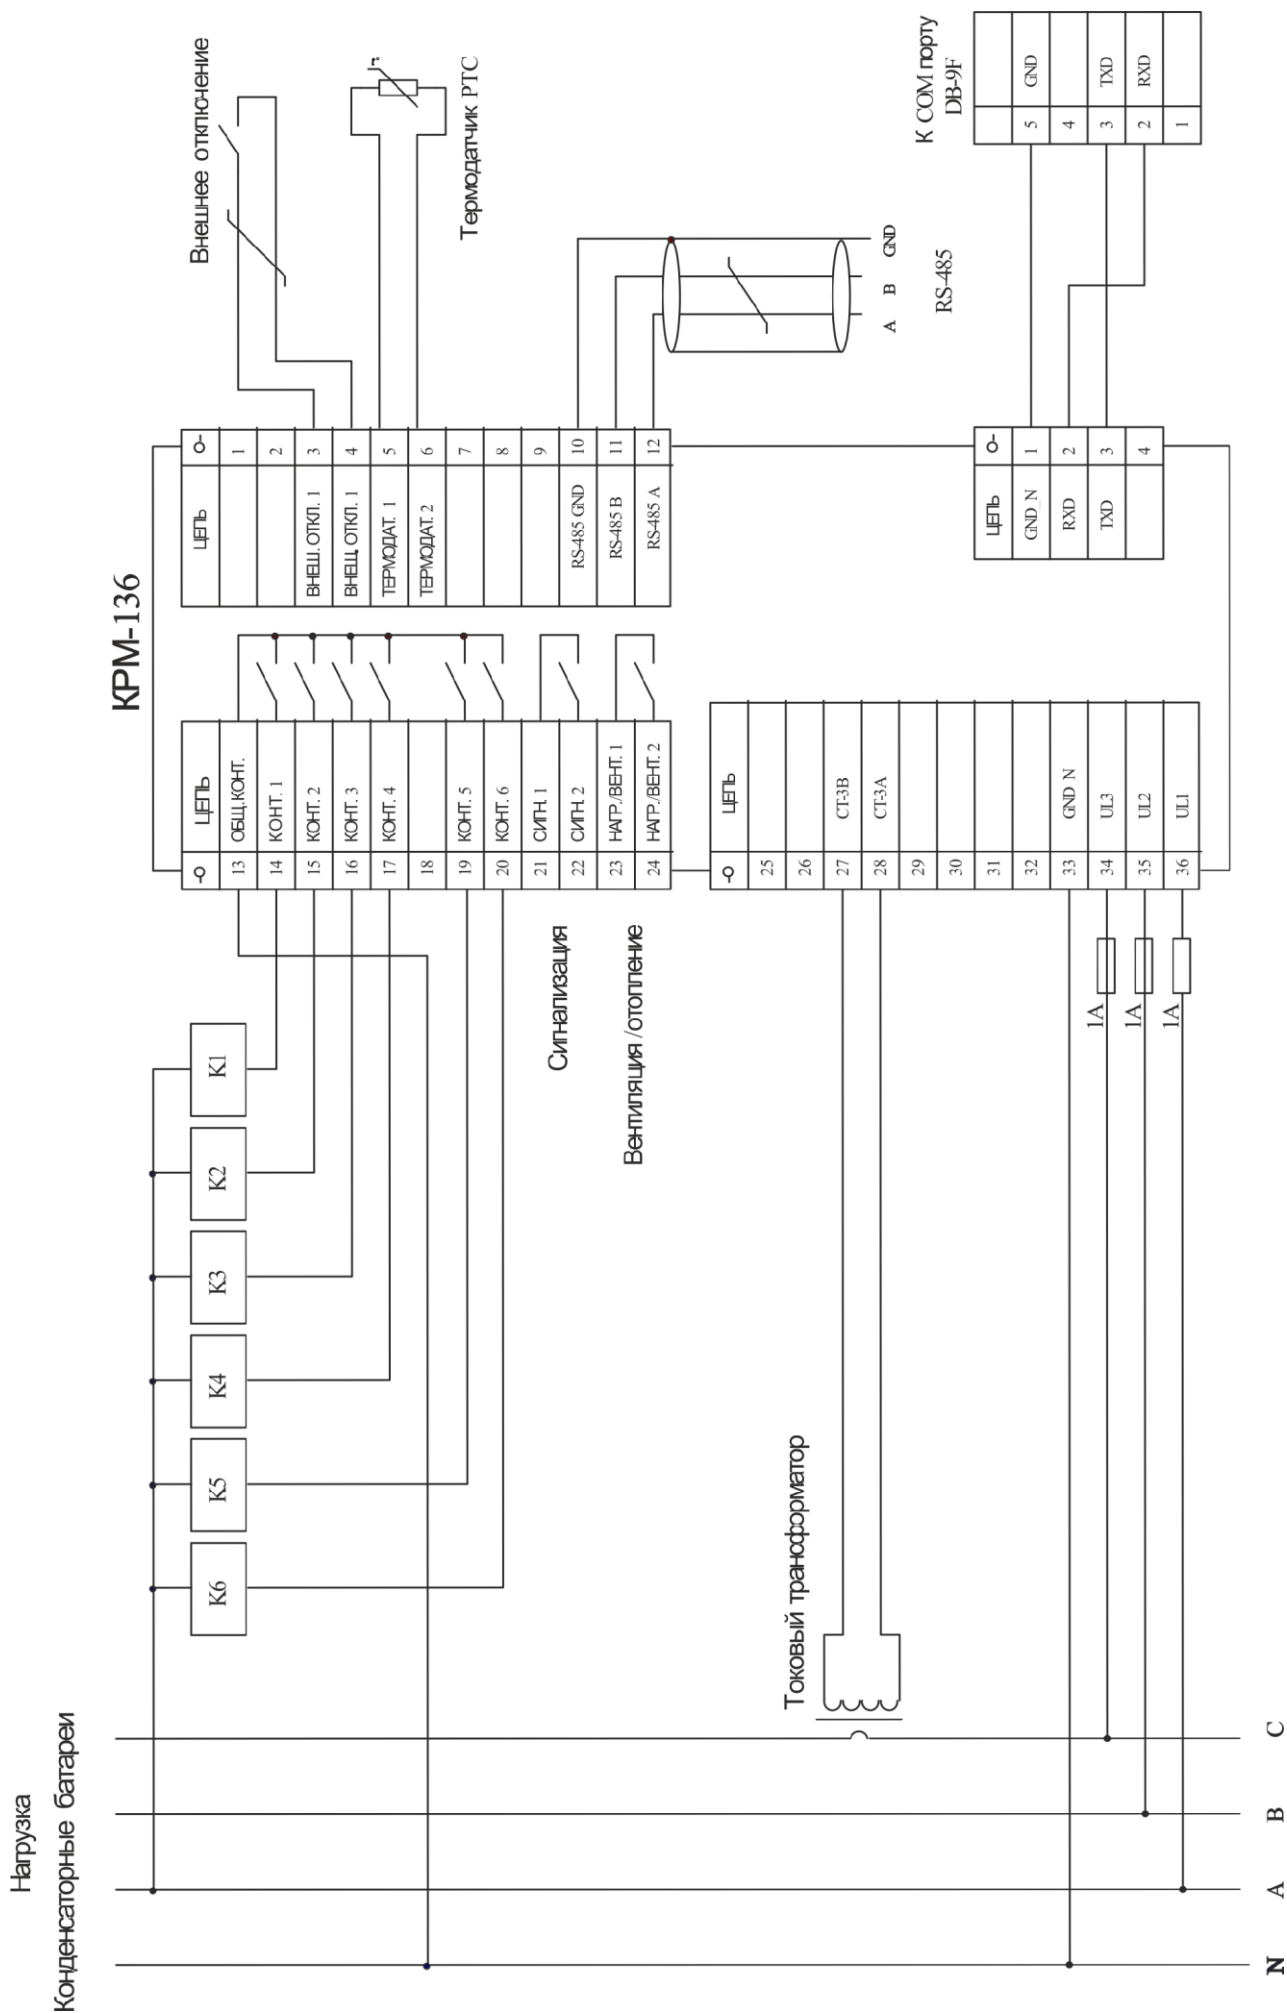 Нагрузка
Конденсаторные батареи
КРМ-136
Внешнее отключение
Термодатчик PTC
t°
ЦЕПЬ
1
2
ВНЕШ. ОТКЛ. 1 3
ВНЕЩ. ОТКЛ. 1 4
ТЕРМОДАТ. 1 5
ТЕРМОДАТ. 2 6
7
8
9
RS-485 GND 10
RS-485 B 11
RS-485 A 12
A B GND
RS-485
К COM порту
DB-9F
5 GND
4
3 TXD
2 RXD
1
ЦЕПЬ
GND_N 1
RXD 2
TXD 3
4
ЦЕПЬ
13 ОБЩ.КОНТ.
14 КОНТ. 1
15 КОНТ. 2
16 КОНТ. 3
17 КОНТ. 4
18
19 КОНТ. 5
20 КОНТ. 6
21 СИГН. 1
22 СИГН. 2
23 НАГР./ВЕНТ. 1
24 НАГР./ВЕНТ. 2
K6
K5
K4
K3
K2
K1
Сигнализация
Вентиляция /отопление
ЦЕПЬ
25
26
27 CT-3B
28 CT-3A
29
30
31
32
33 GND N
34 UL3
35 UL2
36 UL1
Токовый трансформатор
1A
1A
1A
N A B C